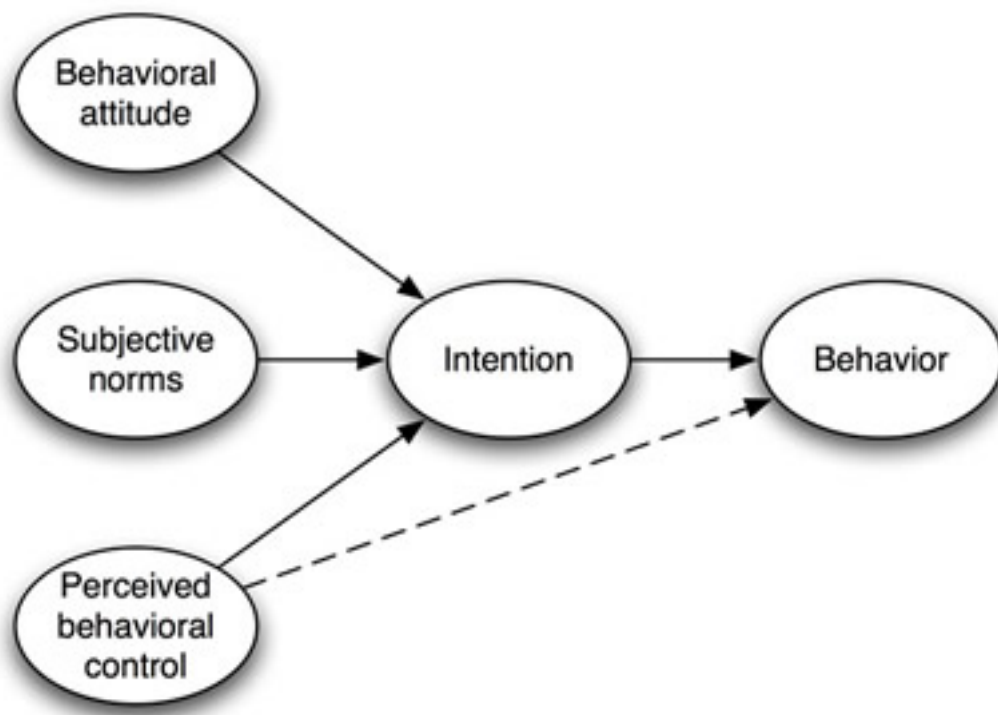 Behavioral
attitude
Subjective
norms
Intention
Behavior
Perceived
behavioral
control